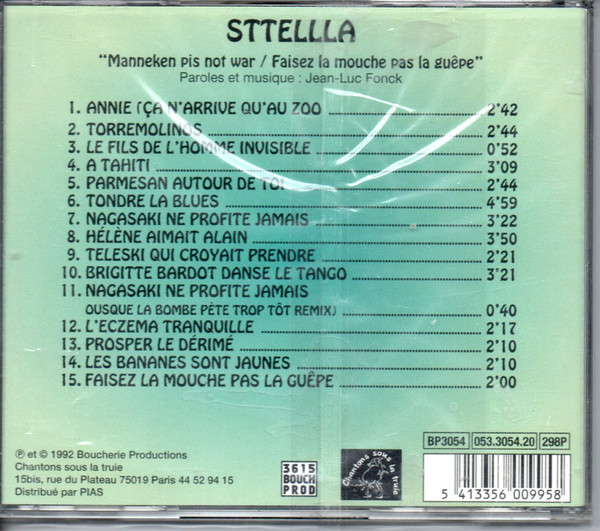 STTELLLA
"Manneken pis not war / Faisez la mouche pas la guêpe"
Paroles et musique : Jean-Luc Fonck
1. ANNIE (ÇA N'ARRIVE QU'AU ZOO 2'42
2. TORREMOLINOS 2'44
3. LE FILS DE L'HOMME INVISIBLE 0'52
4. A TAHITI 3'09
5. PARMESAN AUTOUR DE TOI 2'44
6. TONDRE LA BLUES 4'59
7. NAGASAKI NE PROFITE JAMAIS 3'22
8. HÉLÈNE AIMAIT ALAIN 3'50
9. TELESKI QUI CROYAIT PRENDRE 2'21
10. BRIGITTE BARDOT DANSE LE TANGO 3'21
11. NAGASAKI NE PROFITE JAMAIS
OUSQUE LA BOMBE PÈTE TROP TÔT REMIX) 0'40
12. L'ECZEMA TRANQUILLE 2'17
13. PROSPER LE DÉRIMÉ 2'10
14. LES BANANES SONT JAUNES 2'10
15. FAISEZ LA MOUCHE PAS LA GUÊPE 2'00
℗ et © 1992 Boucherie Productions
Chantons sous la truie
15bis, rue du Plateau 75019 Paris 44 52 94 15
Distribué par PIAS
3615
BOUCH
PROD
Chantons sous la truie
BP3054 053.3054.20 298P
5 413356 009958